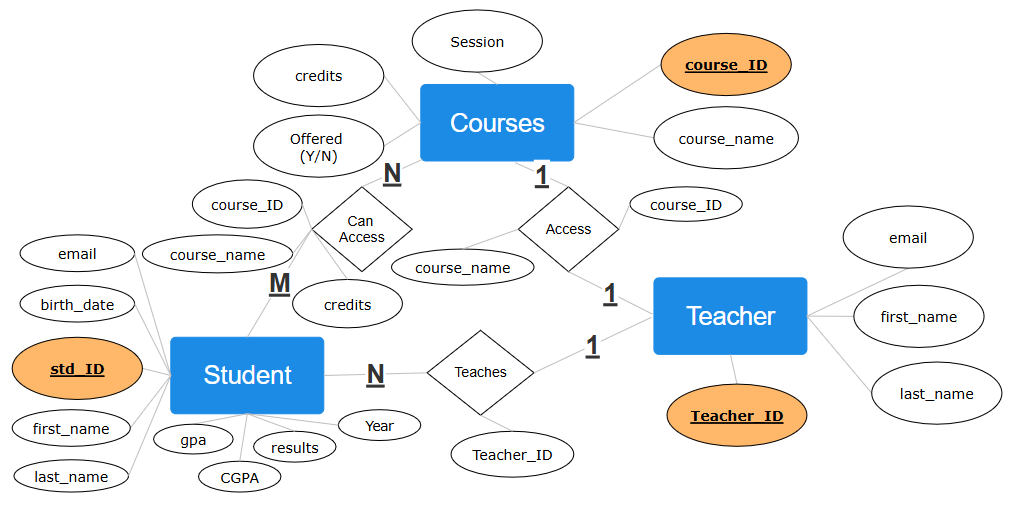 Session
credits
course_ID
Courses
Offered
(Y/N)
course_name
N
1
course_ID
course_ID
Can
Access
Access
email
course_name
course_name
email
M
1
birth_date
credits
first_name
Teacher
1
std_ID
Student
N
Teaches
last_name
first_name
gpa
results
Year
Teacher_ID
last_name
CGPA
Teacher_ID